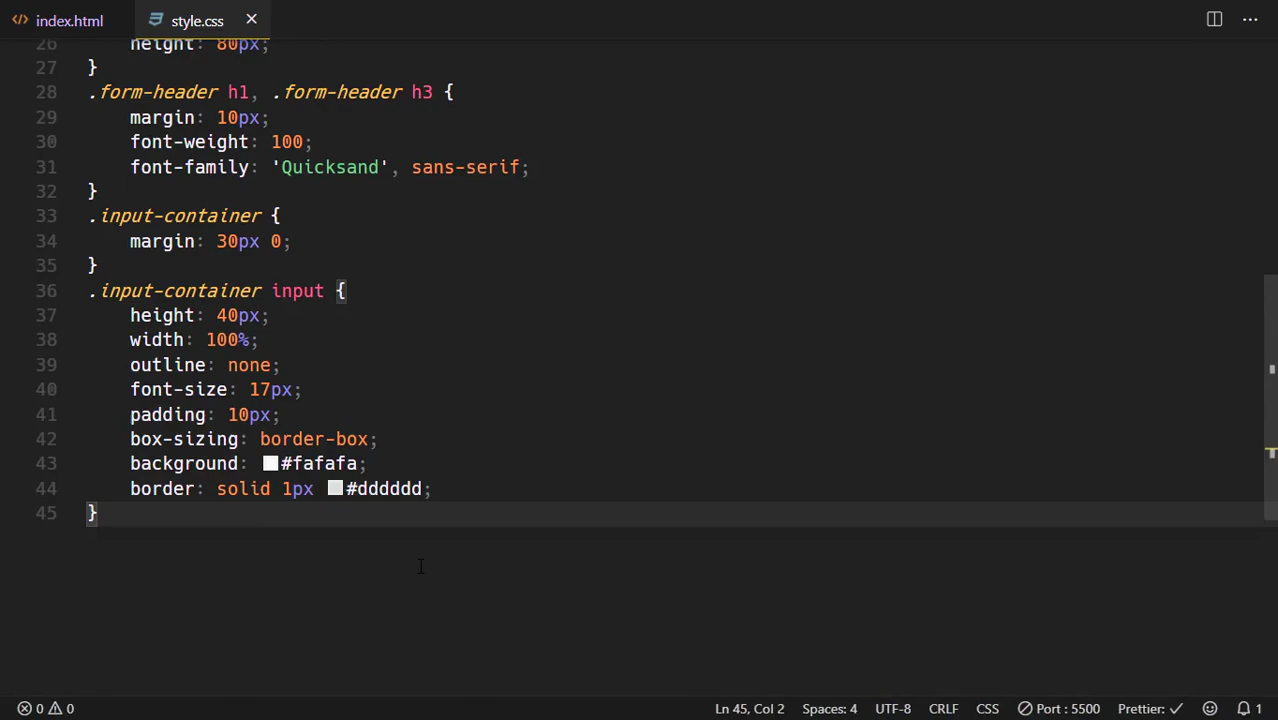 index.html style.css
26 height: 80px;
27 }
28 .form-header h1, .form-header h3 {
29 margin: 10px;
30 font-weight: 100;
31 font-family: 'Quicksand', sans-serif;
32 }
33 .input-container {
34 margin: 30px 0;
35 }
36 .input-container input {
37 height: 40px;
38 width: 100%;
39 outline: none;
40 font-size: 17px;
41 padding: 10px;
42 box-sizing: border-box;
43 background: #fafafa;
44 border: solid 1px #dddddd;
45 }
0 0 Ln 45, Col 2 Spaces: 4 UTF-8 CRLF CSS Port : 5500 Prettier: ✓ 1